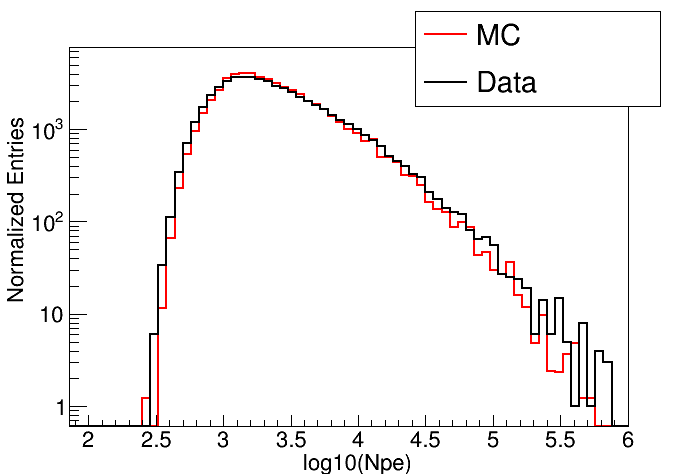 MC
Data
Normalized Entries
10³
10²
10
1
2 2.5 3 3.5 4 4.5 5 5.5 6
log10(Npe)